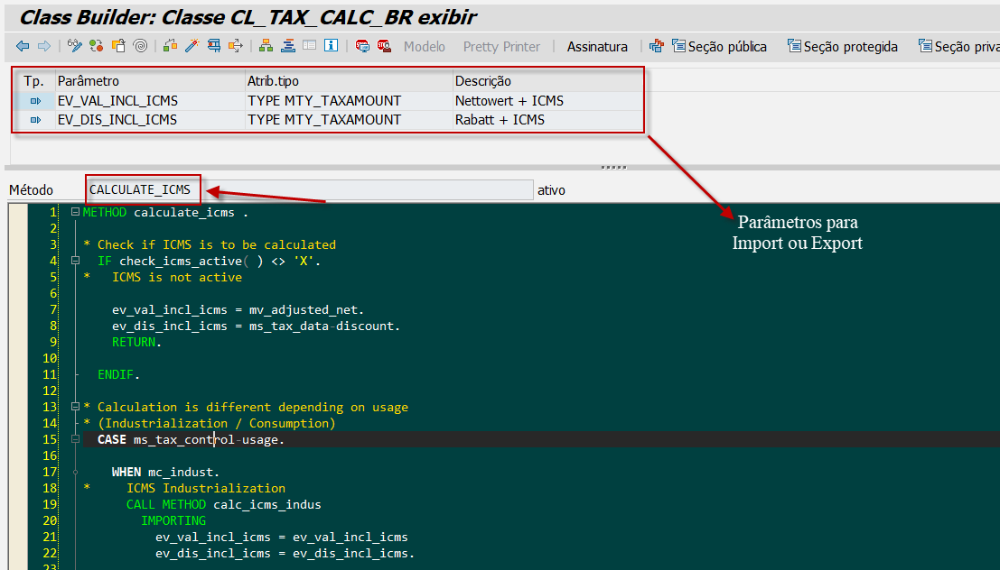 Class Builder: Classe CL_TAX_CALC_BR exibir
Modelo Pretty Printer Assinatura Seção pública Seção protegida Seção priva
Tp. Parâmetro Atrib.tipo Descrição
EV_VAL_INCL_ICMS TYPE MTY_TAXAMOUNT Nettowert + ICMS
EV_DIS_INCL_ICMS TYPE MTY_TAXAMOUNT Rabatt + ICMS
Método CALCULATE_ICMS ativo
Parâmetros para
Import ou Export
1 METHOD calculate_icms .
2
3 * Check if ICMS is to be calculated
4 IF check_icms_active( ) <> 'X'.
5 * ICMS is not active
6
7 ev_val_incl_icms = mv_adjusted_net.
8 ev_dis_incl_icms = ms_tax_data-discount.
9 RETURN.
10
11 ENDIF.
12
13 * Calculation is different depending on usage
14 * (Industrialization / Consumption)
15 CASE ms_tax_control-usage.
16
17 WHEN mc_indust.
18 * ICMS Industrialization
19 CALL METHOD calc_icms_indus
20 IMPORTING
21 ev_val_incl_icms = ev_val_incl_icms
22 ev_dis_incl_icms = ev_dis_incl_icms.
23